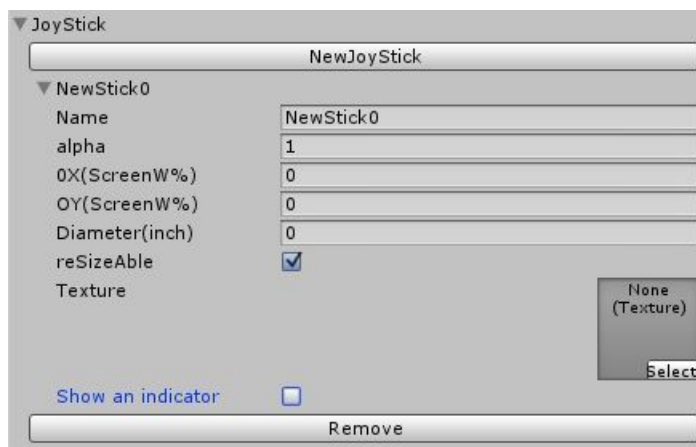 JoyStick
NewJoyStick
NewStick0
Name NewStick0
alpha 1
0X(ScreenW%) 0
OY(ScreenW%) 0
Diameter(inch) 0
reSizeAble
Texture None
(Texture)
Select
Show an indicator
Remove